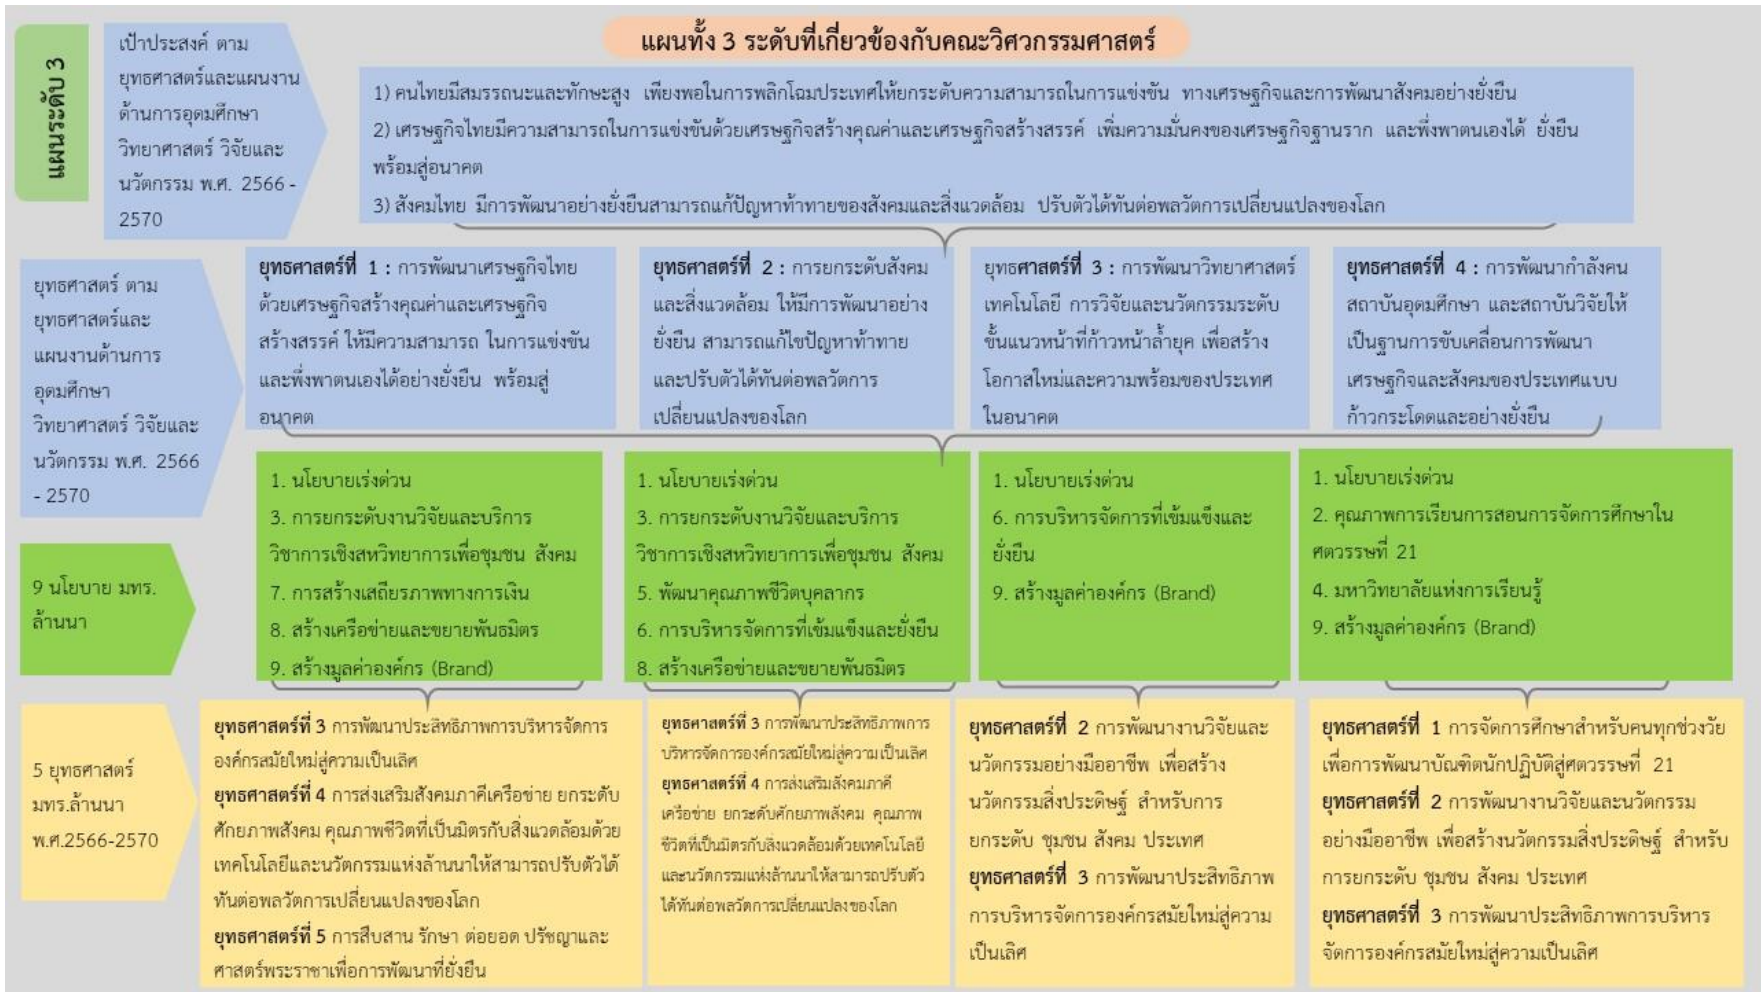 แผนทั้ง 3 ระดับที่เกี่ยวข้องกับคณะวิศวกรรมศาสตร์
แผนระดับ 3
เป้าประสงค์ ตาม
ยุทธศาสตร์และแผนงาน
ด้านการอุดมศึกษา
วิทยาศาสตร์ วิจัยและ
นวัตกรรม พ.ศ. 2566 -
2570
1) คนไทยมีสมรรถนะและทักษะสูง เพียงพอในการพลิกโฉมประเทศให้ยกระดับความสามารถในการแข่งขัน ทางเศรษฐกิจและการพัฒนาสังคมอย่างยั่งยืน
2) เศรษฐกิจไทยมีความสามารถในการแข่งขันด้วยเศรษฐกิจสร้างคุณค่าและเศรษฐกิจสร้างสรรค์ เพิ่มความมั่นคงของเศรษฐกิจฐานราก และพึ่งพาตนเองได้ ยั่งยืน
พร้อมสู่อนาคต
3) สังคมไทย มีการพัฒนาอย่างยั่งยืนสามารถแก้ปัญหาท้าทายของสังคมและสิ่งแวดล้อม ปรับตัวได้ทันต่อพลวัตการเปลี่ยนแปลงของโลก
ยุทธศาสตร์ ตาม
ยุทธศาสตร์และ
แผนงานด้านการ
อุดมศึกษา
วิทยาศาสตร์ วิจัยและ
นวัตกรรม พ.ศ. 2566
- 2570
ยุทธศาสตร์ที่ 1 : การพัฒนาเศรษฐกิจไทย
ด้วยเศรษฐกิจสร้างคุณค่าและเศรษฐกิจ
สร้างสรรค์ ให้มีความสามารถ ในการแข่งขัน
และพึ่งพาตนเองได้อย่างยั่งยืน พร้อมสู่
อนาคต
ยุทธศาสตร์ที่ 2 : การยกระดับสังคม
และสิ่งแวดล้อม ให้มีการพัฒนาอย่าง
ยั่งยืน สามารถแก้ไขปัญหาท้าทาย
และปรับตัวได้ทันต่อพลวัตการ
เปลี่ยนแปลงของโลก
ยุทธศาสตร์ที่ 3 : การพัฒนาวิทยาศาสตร์
เทคโนโลยี การวิจัยและนวัตกรรมระดับ
ขั้นแนวหน้าที่ก้าวหน้าล้ำยุค เพื่อสร้าง
โอกาสใหม่และความพร้อมของประเทศ
ในอนาคต
ยุทธศาสตร์ที่ 4 : การพัฒนากำลังคน
สถาบันอุดมศึกษา และสถาบันวิจัยให้
เป็นฐานการขับเคลื่อนการพัฒนา
เศรษฐกิจและสังคมของประเทศแบบ
ก้าวกระโดดและอย่างยั่งยืน
9 นโยบาย มทร.
ล้านนา
1. นโยบายเร่งด่วน
3. การยกระดับงานวิจัยและบริการ
วิชาการเชิงสหวิทยาการเพื่อชุมชน สังคม
7. การสร้างเสถียรภาพทางการเงิน
8. สร้างเครือข่ายและขยายพันธมิตร
9. สร้างมูลค่าองค์กร (Brand)
1. นโยบายเร่งด่วน
3. การยกระดับงานวิจัยและบริการ
วิชาการเชิงสหวิทยาการเพื่อชุมชน สังคม
5. พัฒนาคุณภาพชีวิตบุคลากร
6. การบริหารจัดการที่เข้มแข็งและยั่งยืน
8. สร้างเครือข่ายและขยายพันธมิตร
1. นโยบายเร่งด่วน
6. การบริหารจัดการที่เข้มแข็งและ
ยั่งยืน
9. สร้างมูลค่าองค์กร (Brand)
1. นโยบายเร่งด่วน
2. คุณภาพการเรียนการสอนการจัดการศึกษาใน
ศตวรรษที่ 21
4. มหาวิทยาลัยแห่งการเรียนรู้
9. สร้างมูลค่าองค์กร (Brand)
5 ยุทธศาสตร์
มทร.ล้านนา
พ.ศ.2566-2570
ยุทธศาสตร์ที่ 3 การพัฒนาประสิทธิภาพการบริหารจัดการ
องค์กรสมัยใหม่สู่ความเป็นเลิศ
ยุทธศาสตร์ที่ 4 การส่งเสริมสังคมภาคีเครือข่าย ยกระดับ
ศักยภาพสังคม คุณภาพชีวิตที่เป็นมิตรกับสิ่งแวดล้อมด้วย
เทคโนโลยีและนวัตกรรมแห่งล้านนาให้สามารถปรับตัวได้
ทันต่อพลวัตการเปลี่ยนแปลงของโลก
ยุทธศาสตร์ที่ 5 การสืบสาน รักษา ต่อยอด ปรัชญาและ
ศาสตร์พระราชาเพื่อการพัฒนาที่ยั่งยืน
ยุทธศาสตร์ที่ 3 การพัฒนาประสิทธิภาพการ
บริหารจัดการองค์กรสมัยใหม่สู่ความเป็นเลิศ
ยุทธศาสตร์ที่ 4 การส่งเสริมสังคมภาคี
เครือข่าย ยกระดับศักยภาพสังคม คุณภาพ
ชีวิตที่เป็นมิตรกับสิ่งแวดล้อมด้วยเทคโนโลยี
และนวัตกรรมแห่งล้านนาให้สามารถปรับตัว
ได้ทันต่อพลวัตการเปลี่ยนแปลงของโลก
ยุทธศาสตร์ที่ 2 การพัฒนางานวิจัยและ
นวัตกรรมอย่างมืออาชีพ เพื่อสร้าง
นวัตกรรมสิ่งประดิษฐ์ สำหรับการ
ยกระดับ ชุมชน สังคม ประเทศ
ยุทธศาสตร์ที่ 3 การพัฒนาประสิทธิภาพ
การบริหารจัดการองค์กรสมัยใหม่สู่ความ
เป็นเลิศ
ยุทธศาสตร์ที่ 1 การจัดการศึกษาสำหรับคนทุกช่วงวัย
เพื่อการพัฒนาบัณฑิตนักปฏิบัติสู่ศตวรรษที่ 21
ยุทธศาสตร์ที่ 2 การพัฒนางานวิจัยและนวัตกรรม
อย่างมืออาชีพ เพื่อสร้างนวัตกรรมสิ่งประดิษฐ์ สำหรับ
การยกระดับ ชุมชน สังคม ประเทศ
ยุทธศาสตร์ที่ 3 การพัฒนาประสิทธิภาพการบริหาร
จัดการองค์กรสมัยใหม่สู่ความเป็นเลิศ